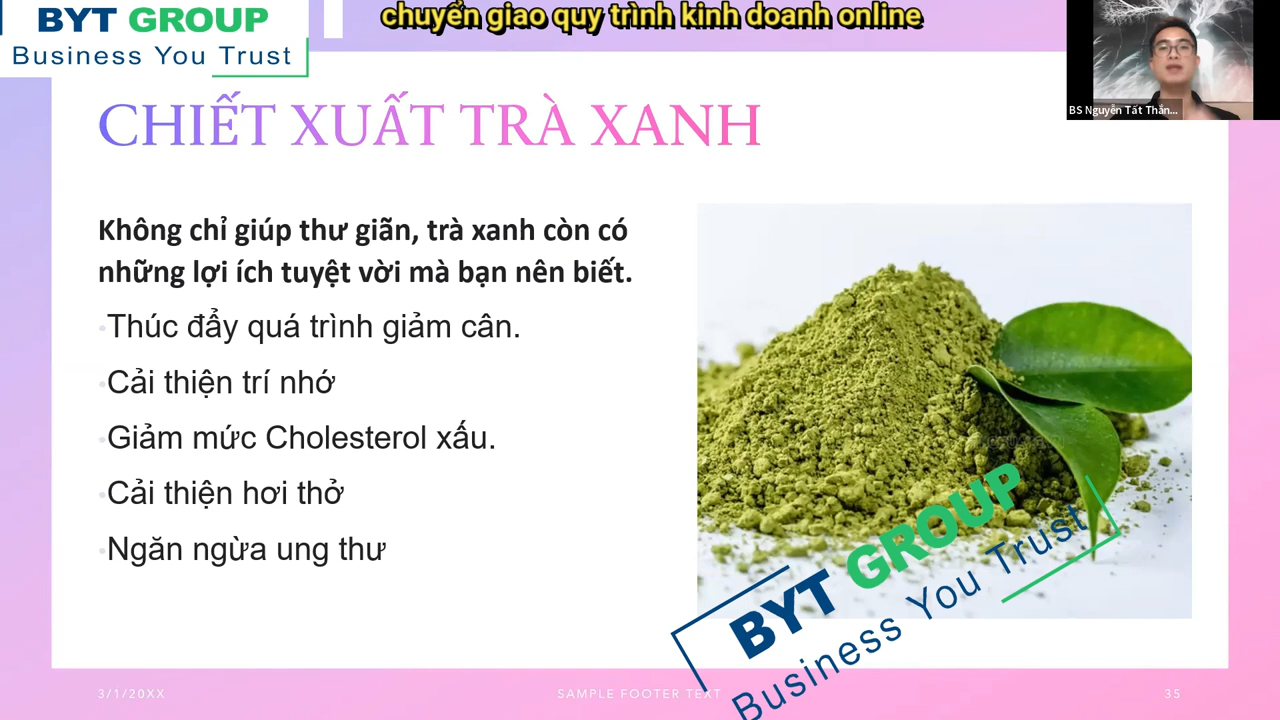 BYT GROUP
Business You Trust
chuyển giao quy trình kinh doanh online
BS Nguyễn Tất Thắn...
CHIẾT XUẤT TRÀ XANH
Không chỉ giúp thư giãn, trà xanh còn có
những lợi ích tuyệt vời mà bạn nên biết.
•Thúc đẩy quá trình giảm cân.
•Cải thiện trí nhớ
•Giảm mức Cholesterol xấu.
•Cải thiện hơi thở
•Ngăn ngừa ung thư
BYT GROUP
Business You Trust
3/1/20XX
SAMPLE FOOTER TEXT
35